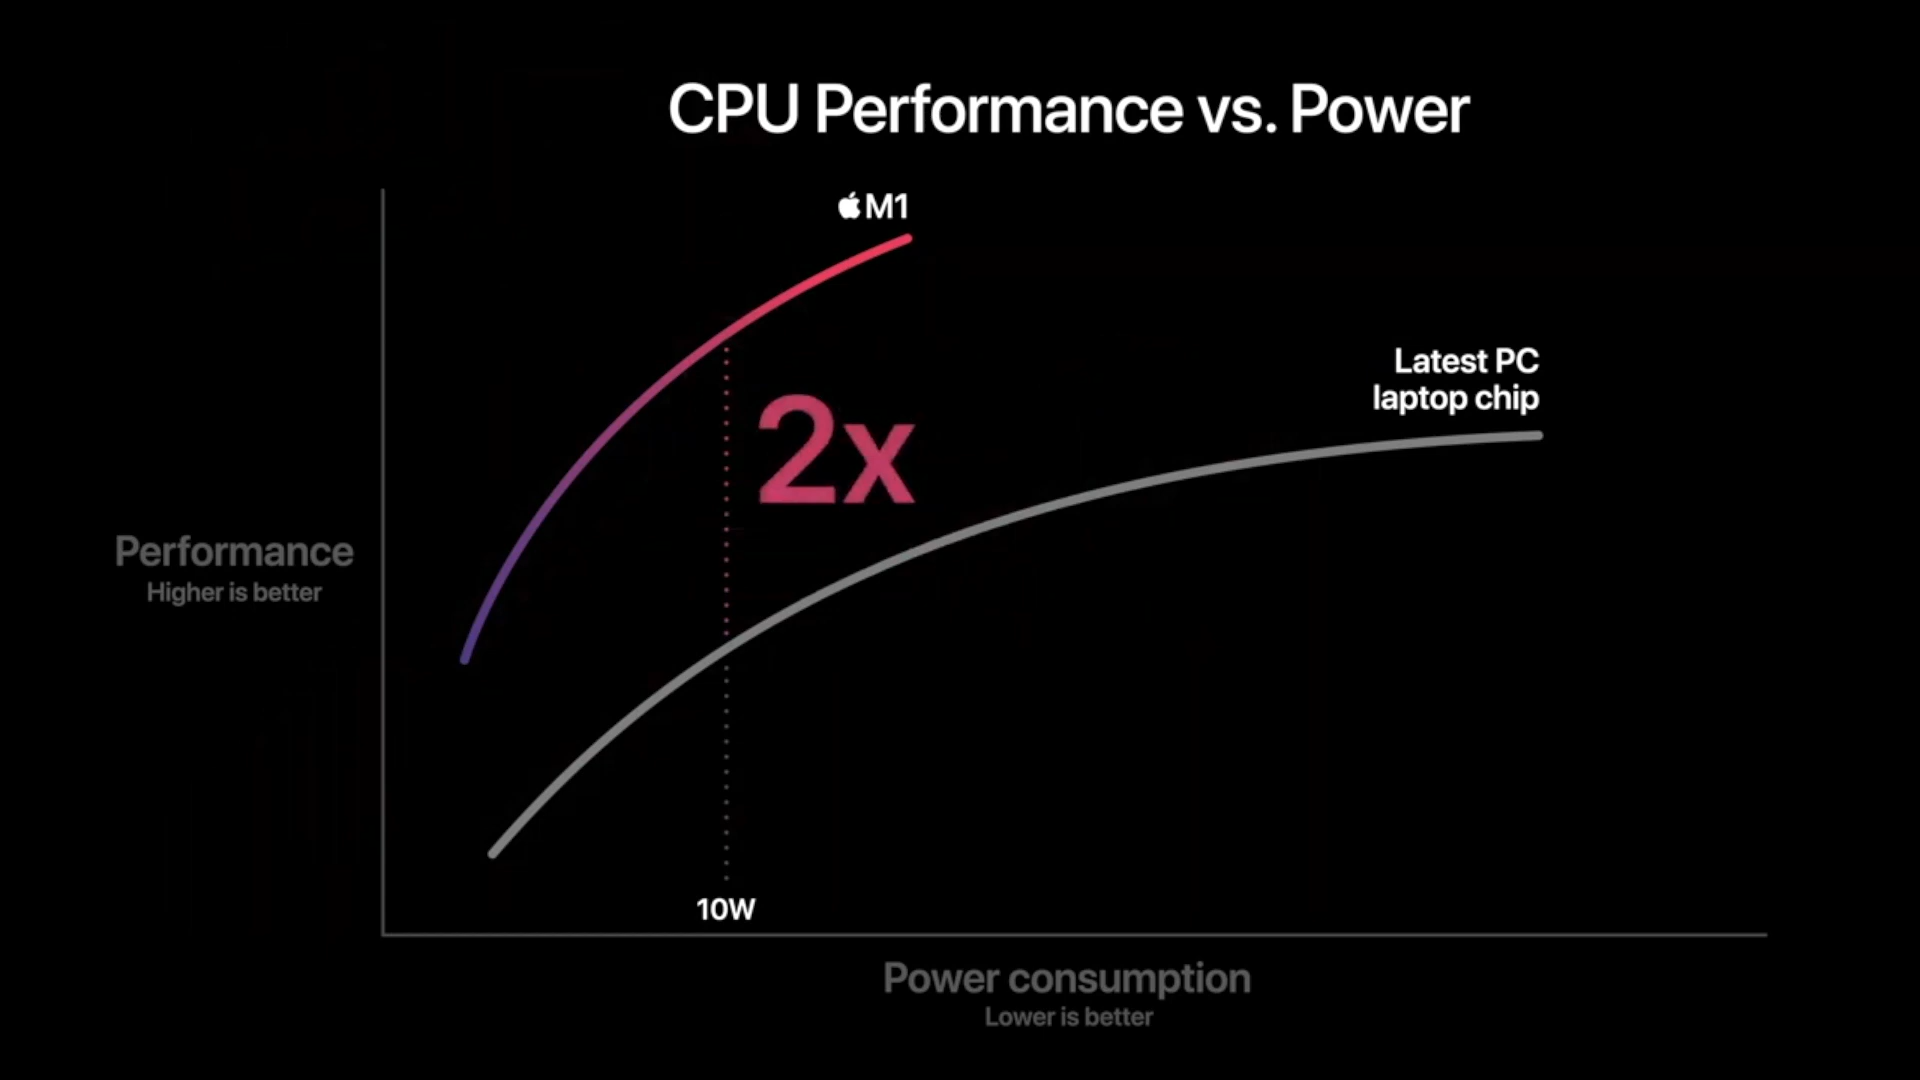 CPU Performance vs. Power
M1
Latest PC
laptop chip
2x
Performance
Higher is better
10W
Power consumption
Lower is better